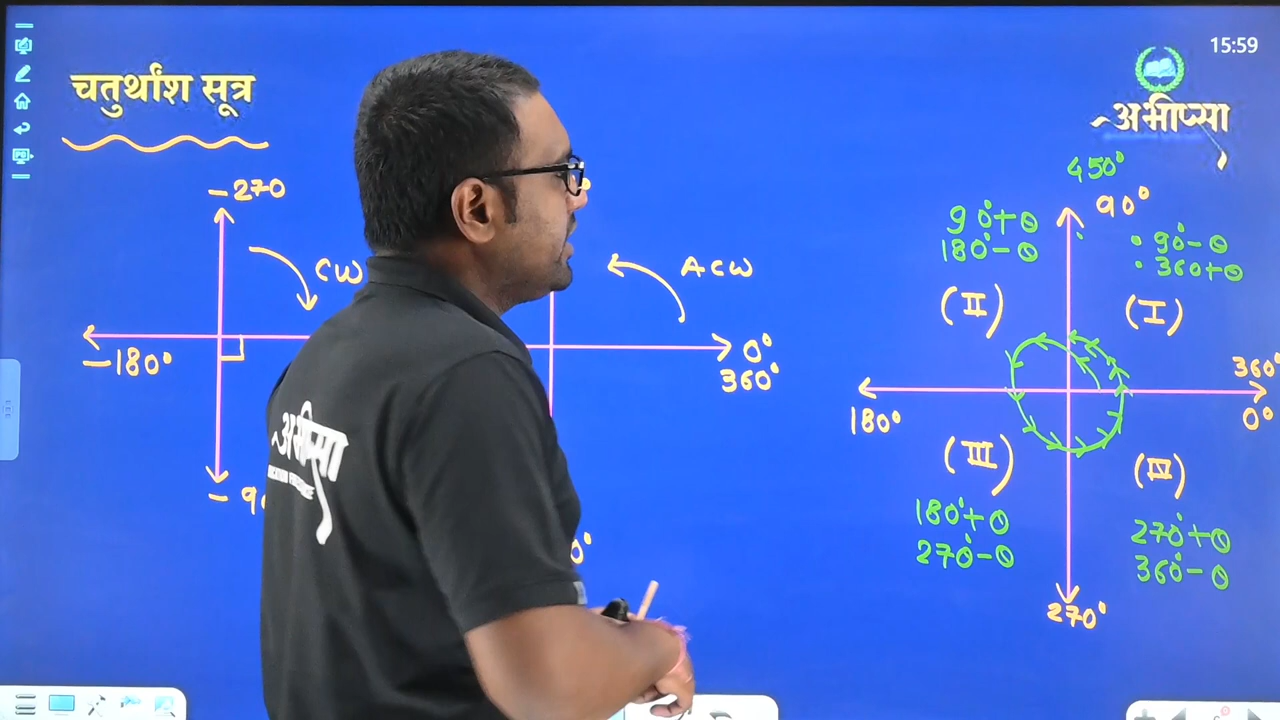 चतुर्थांश सूत्र
15:59
अभीप्सा
-270
CW
-180°
ACW
0°
360°
450°
90°
90°+θ
180°-θ
• 90°-θ
• 360+θ
(II)
(I)
360°
180°
0°
(III)
(IV)
180°+θ
270°-θ
270°+θ
360°-θ
270°
अभीप्सा